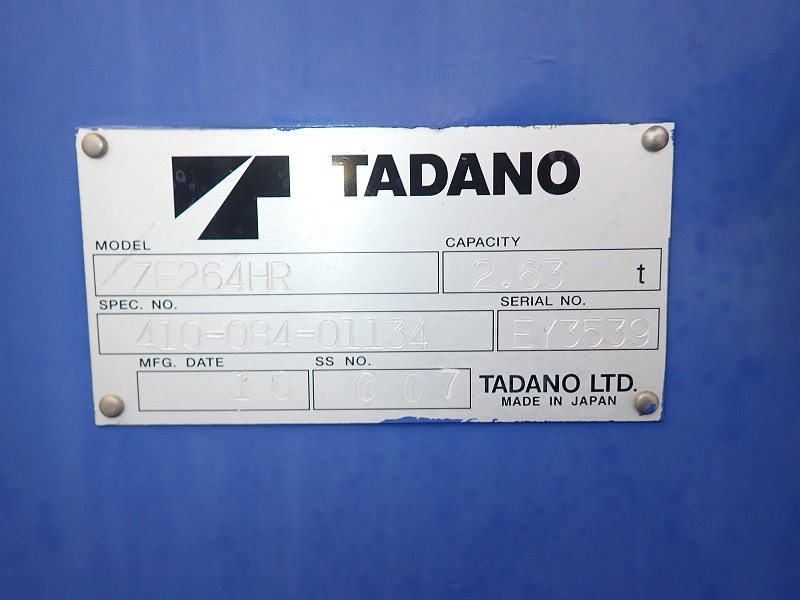 TADANO
MODEL
CAPACITY
ZF264HR
2.63 t
SPEC. NO.
SERIAL NO.
410-084-01134
EY3539
MFG. DATE
SS NO.
10
007
TADANO LTD.
MADE IN JAPAN